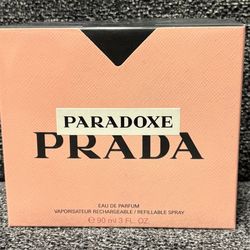 PARADOXE
PRADA
EAU DE PARFUM
VAPORISATEUR RECHARGEABLE / REFILLABLE SPRAY
℮ 90 ml 3 FL. OZ.